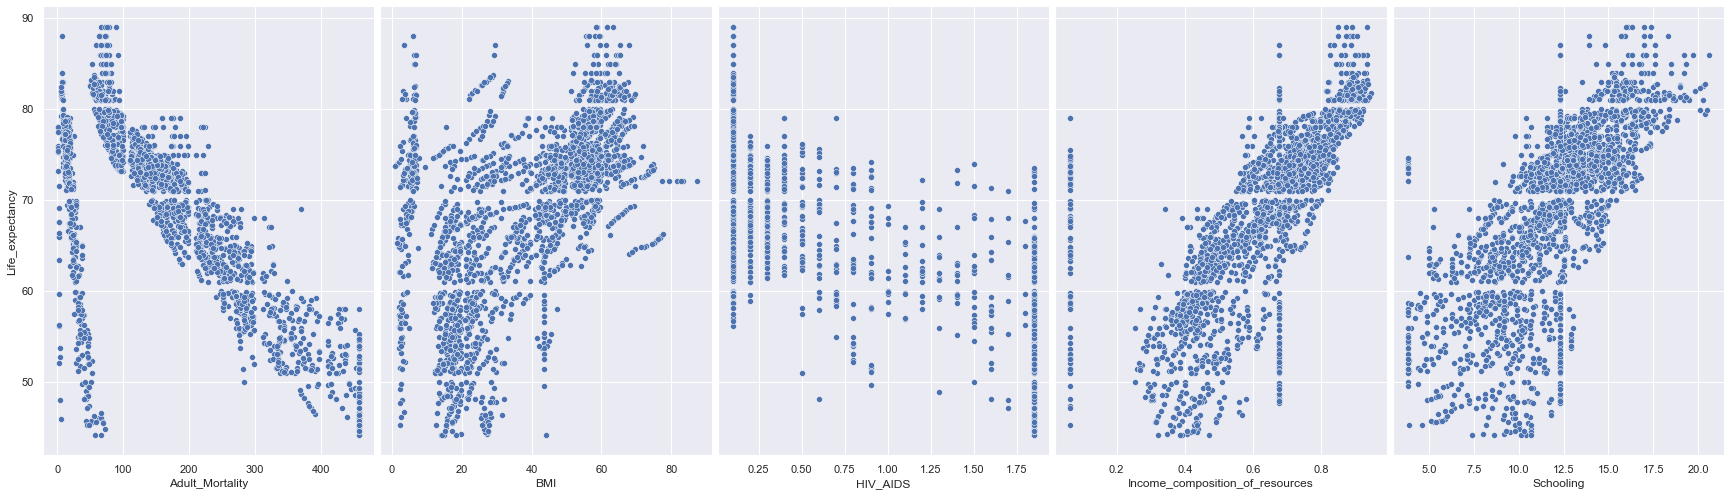 90
80
70
60
50
Life_expectancy
0 100 200 300 400
Adult_Mortality
0 20 40 60 80
BMI
0.25 0.50 0.75 1.00 1.25 1.50 1.75
HIV_AIDS
0.2 0.4 0.6 0.8
Income_composition_of_resources
5.0 7.5 10.0 12.5 15.0 17.5 20.0
Schooling